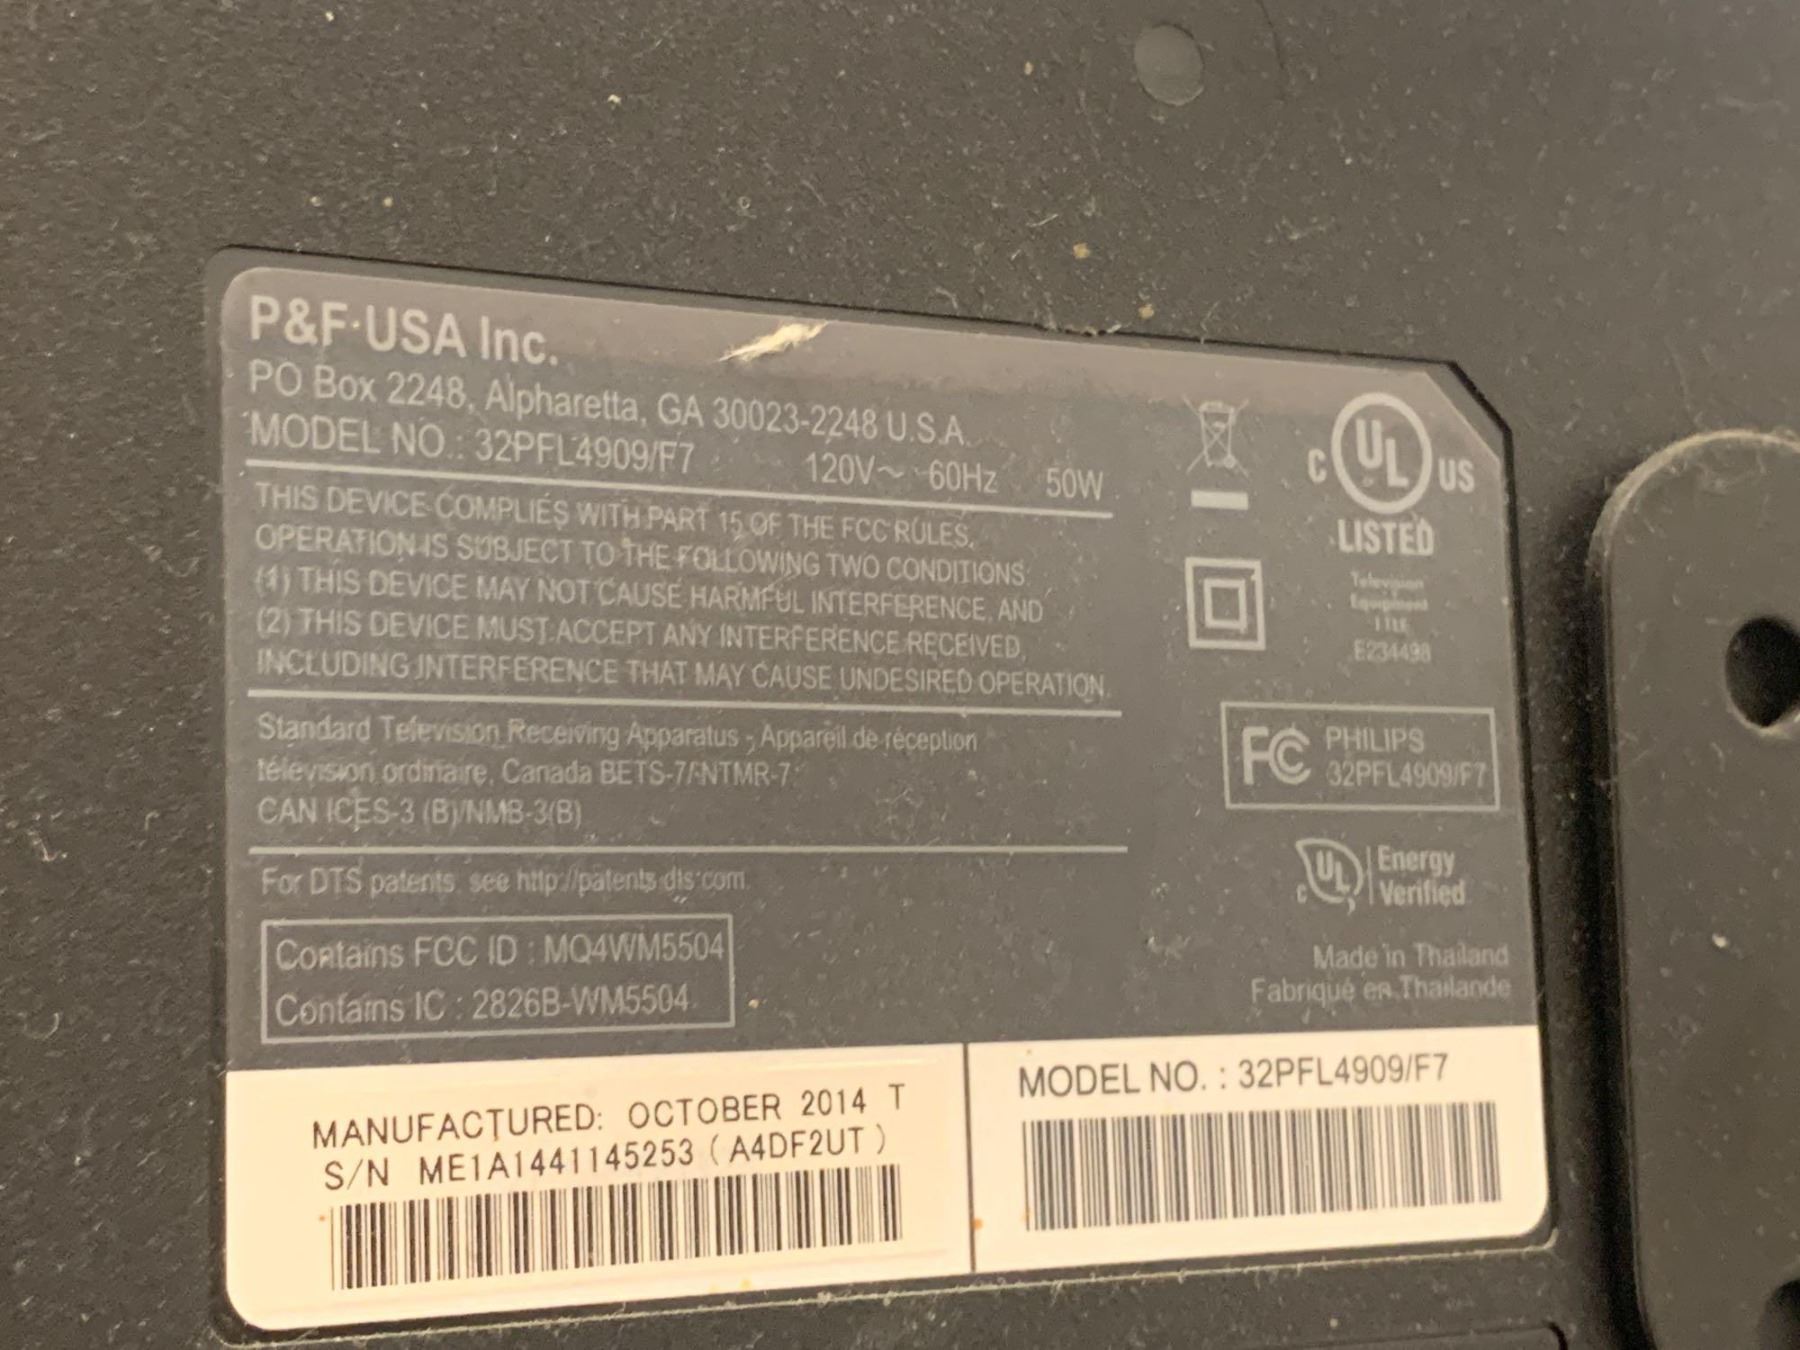 P&F USA Inc.
PO Box 2248, Alpharetta, GA 30023-2248 U.S.A.
MODEL NO.: 32PFL4909/F7 120V~ 60Hz 50W
THIS DEVICE COMPLIES WITH PART 15 OF THE FCC RULES,
OPERATION IS SUBJECT TO THE FOLLOWING TWO CONDITIONS:
(1) THIS DEVICE MAY NOT CAUSE HARMFUL INTERFERENCE, AND
(2) THIS DEVICE MUST ACCEPT ANY INTERFERENCE RECEIVED,
INCLUDING INTERFERENCE THAT MAY CAUSE UNDESIRED OPERATION.
Standard Television Receiving Apparatus - Appareil de réception
télevision ordinaire, Canada BETS-7/NTMR-7
CAN ICES-3 (B)/NMB-3(B)
For DTS patents, see http://patents.dts.com.
Contains FCC ID : MQ4WM5504
Contains IC : 2826B-WM5504
C UL US
LISTED
Television
Equipment
E234498
FC PHILIPS
32PFL4909/F7
C UL Energy
Verified
Made in Thailand
Fabriqué en Thaïlande
MANUFACTURED: OCTOBER 2014 T
S/N ME1A1441145253 (A4DF2UT)
MODEL NO. : 32PFL4909/F7